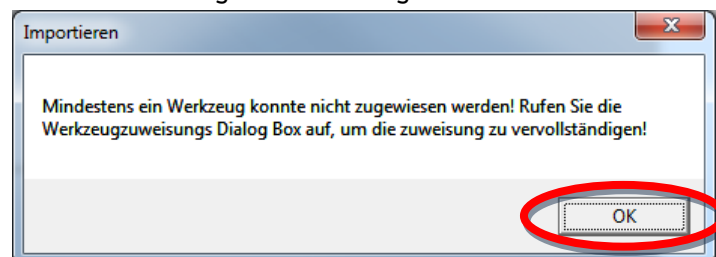 Importieren
Mindestens ein Werkzeug konnte nicht zugewiesen werden! Rufen Sie die
Werkzeugzuweisungs Dialog Box auf, um die zuweisung zu vervollständigen!
OK